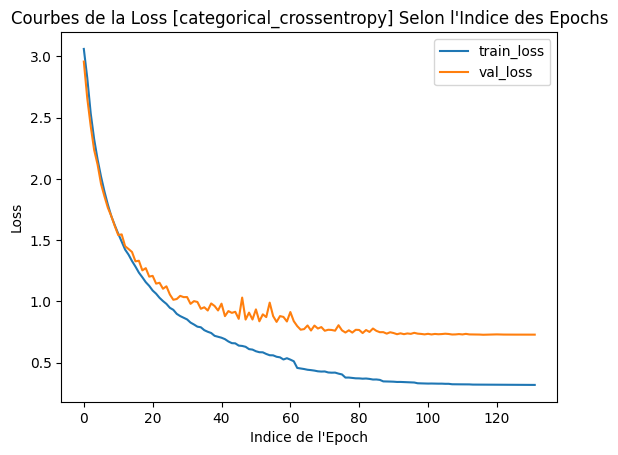 Courbes de la Loss [categorical_crossentropy] Selon l'Indice des Epochs
train_loss
val_loss
Loss
3.0
2.5
2.0
1.5
1.0
0.5
0
20
40
60
80
100
120
Indice de l'Epoch